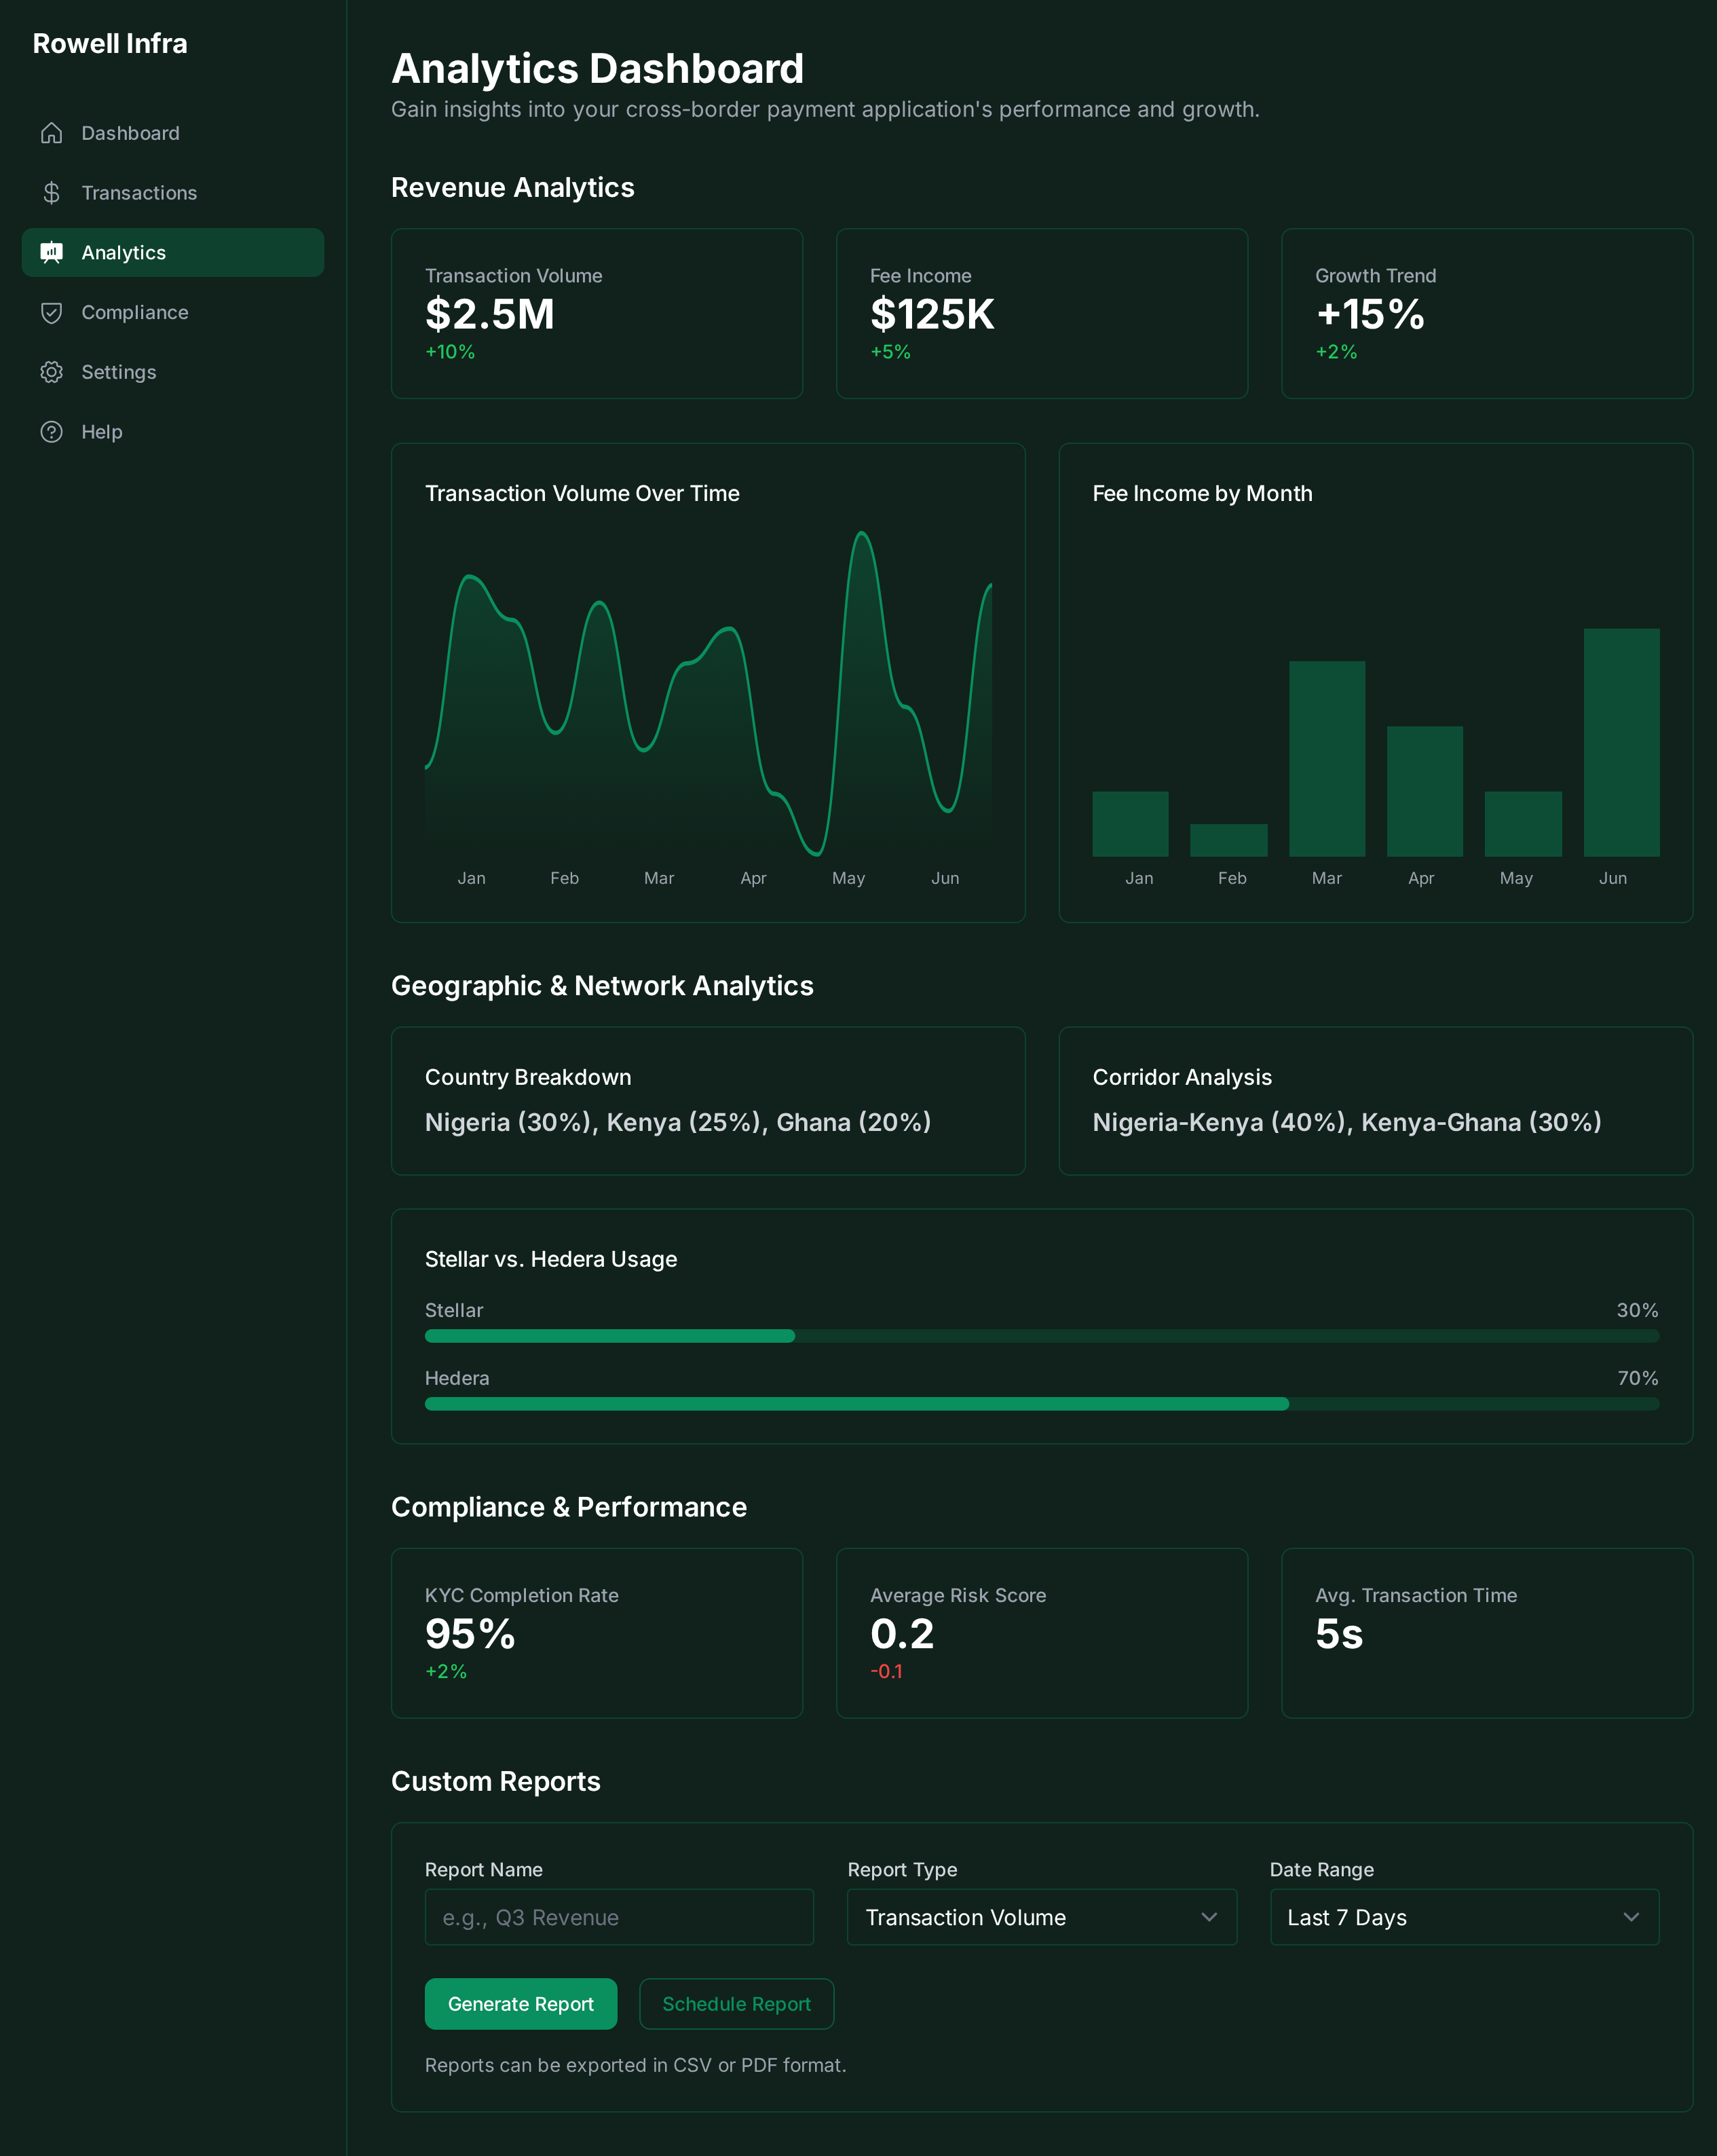 Rowell Infra
Dashboard
Transactions
Analytics
Compliance
Settings
Help
Analytics Dashboard
Gain insights into your cross-border payment application's performance and growth.
Revenue Analytics
Transaction Volume
$2.5M
+10%
Fee Income
$125K
+5%
Growth Trend
+15%
+2%
Transaction Volume Over Time
Jan Feb Mar Apr May Jun
Fee Income by Month
Jan Feb Mar Apr May Jun
Geographic & Network Analytics
Country Breakdown
Nigeria (30%), Kenya (25%), Ghana (20%)
Corridor Analysis
Nigeria-Kenya (40%), Kenya-Ghana (30%)
Stellar vs. Hedera Usage
Stellar 30%
Hedera 70%
Compliance & Performance
KYC Completion Rate
95%
+2%
Average Risk Score
0.2
-0.1
Avg. Transaction Time
5s
Custom Reports
Report Name
e.g., Q3 Revenue
Report Type
Transaction Volume
Date Range
Last 7 Days
Generate Report
Schedule Report
Reports can be exported in CSV or PDF format.